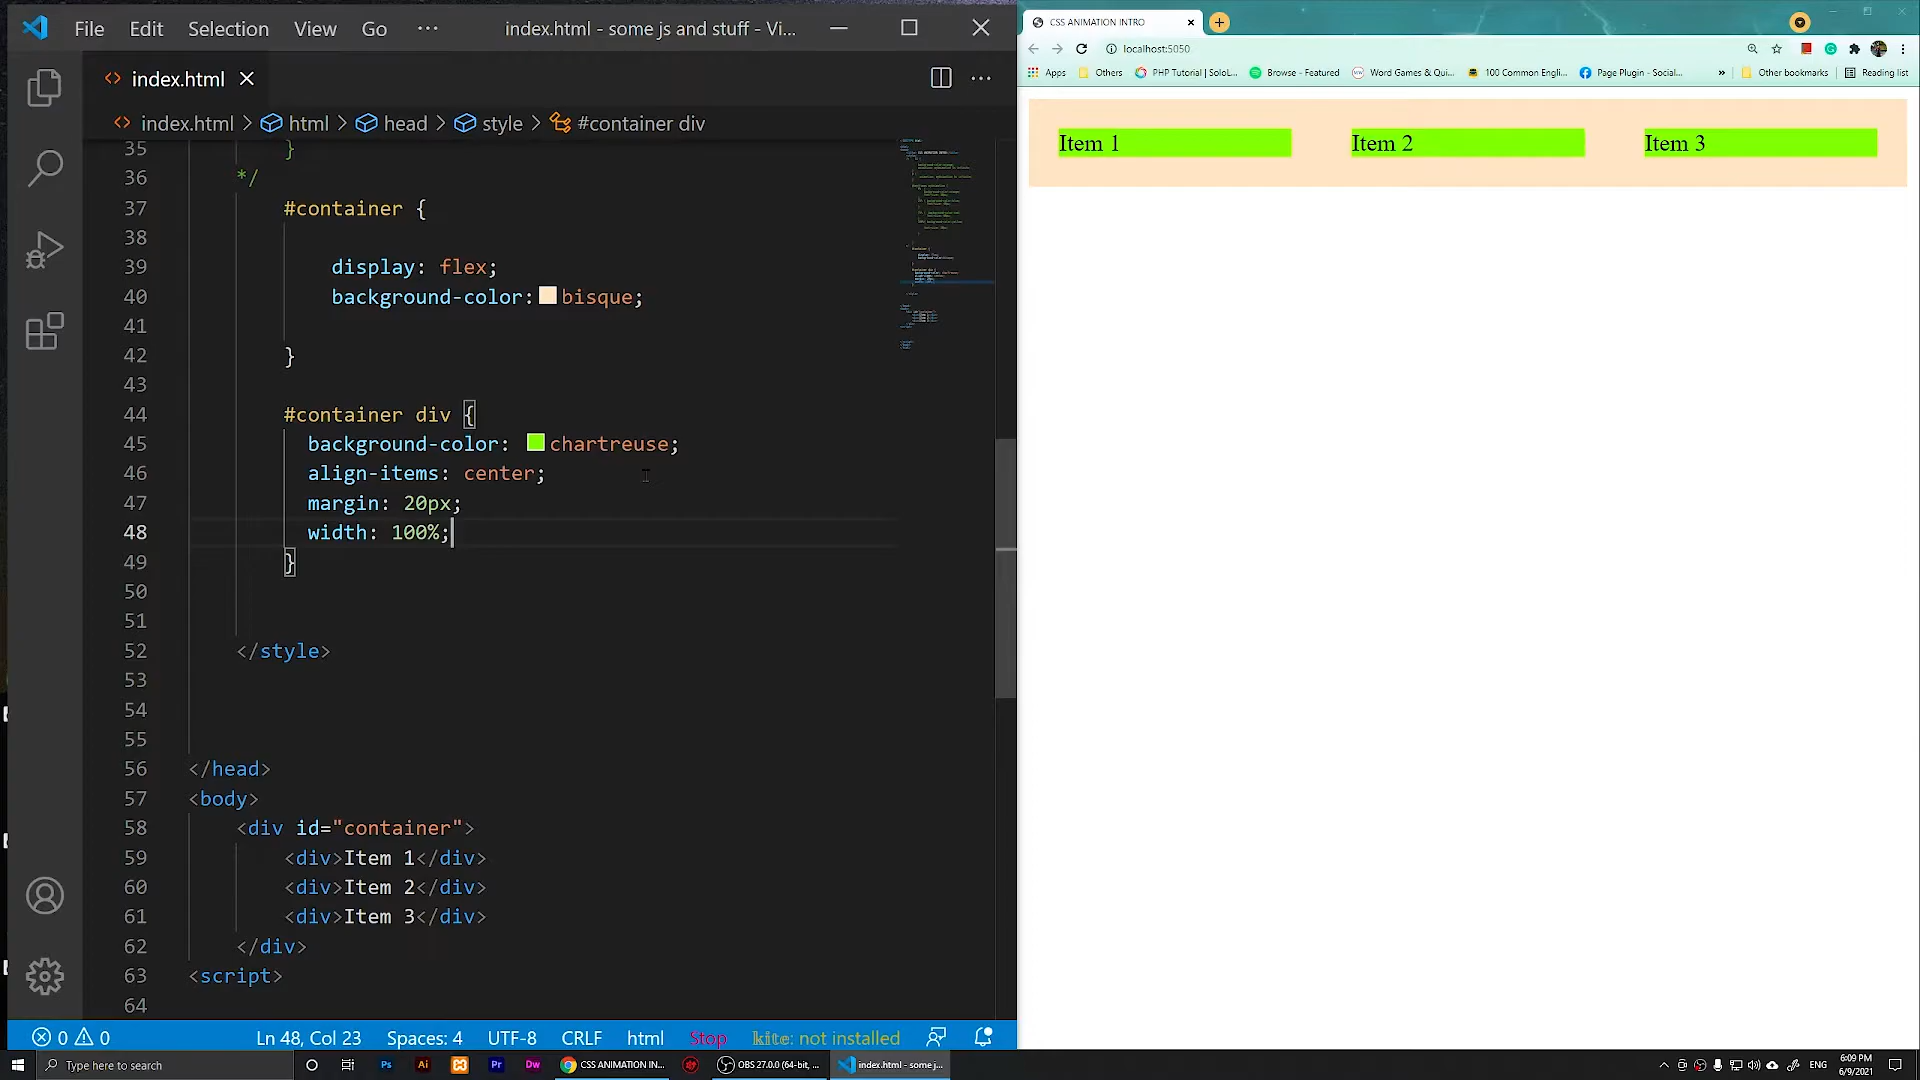 File Edit Selection View Go ··· index.html - some js and stuff - Vi...
index.html
index.html > html > head > style > #container div
35 }
36 */
37 #container {
38
39 display: flex;
40 background-color: bisque;
41
42 }
43
44 #container div {
45 background-color: chartreuse;
46 align-items: center;
47 margin: 20px;
48 width: 100%;
49 }
50
51
52 </style>
53
54
55
56 </head>
57 <body>
58 <div id="container">
59 <div>Item 1</div>
60 <div>Item 2</div>
61 <div>Item 3</div>
62 </div>
63 <script>
64
0 0 Ln 48, Col 23 Spaces: 4 UTF-8 CRLF html Stop kite: not installed
CSS ANIMATION INTRO
localhost:5050
Apps Others PHP Tutorial | SoloL... Browse - Featured Word Games & Qui... 100 Common Engli... Page Plugin - Social... » Other bookmarks Reading list
Item 1 Item 2 Item 3
Type here to search Ps Ai Pr Dw CSS ANIMATION IN... OBS 27.0.0 (64-bit, ... index.html - some j... ENG 6:09 PM
6/9/2021